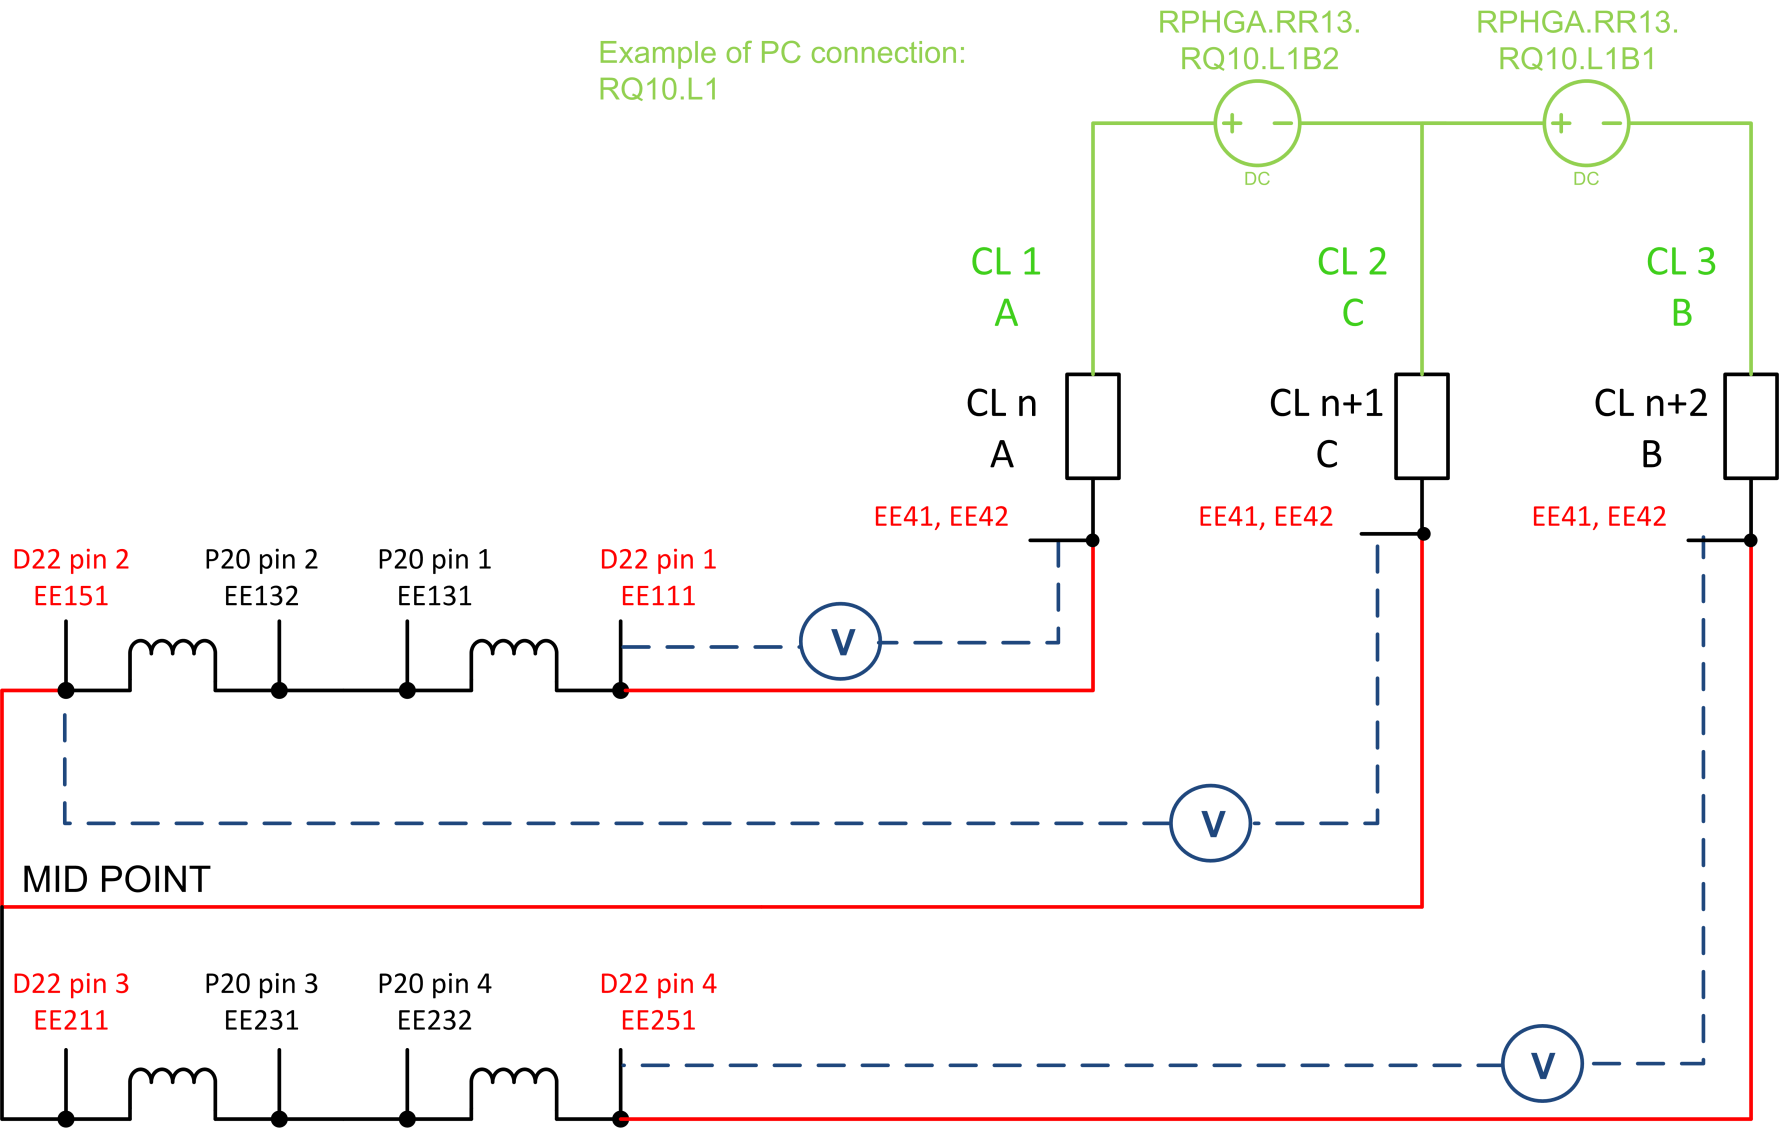 RPHGA.RR13.
RQ10.L1B2
RPHGA.RR13.
RQ10.L1B1
Example of PC connection:
RQ10.L1
+ −
+ −
DC
DC
CL 1
A
CL 2
C
CL 3
B
CL n
A
CL n+1
C
CL n+2
B
EE41, EE42
EE41, EE42
EE41, EE42
D22 pin 2
EE151
P20 pin 2
EE132
P20 pin 1
EE131
D22 pin 1
EE111
V
V
MID POINT
D22 pin 3
EE211
P20 pin 3
EE231
P20 pin 4
EE232
D22 pin 4
EE251
V